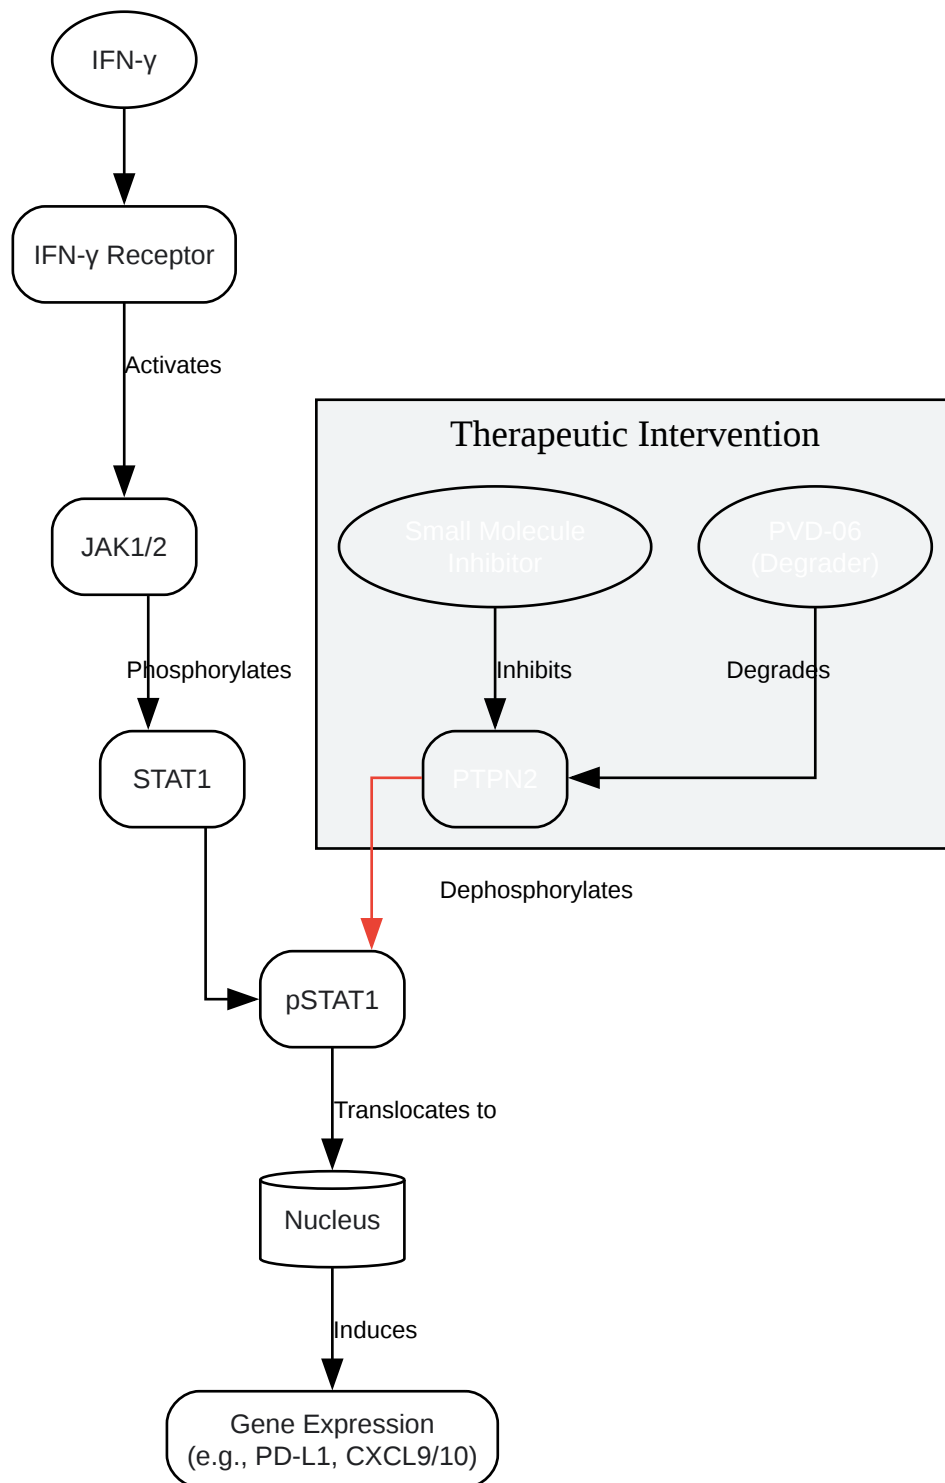 IFN-γ
IFN-γ Receptor
Activates
JAK1/2
Phosphorylates
STAT1
Therapeutic Intervention
Small Molecule
Inhibitor
PVD-06
(Degrader)
Inhibits
Degrades
PTPN2
Dephosphorylates
pSTAT1
Translocates to
Nucleus
Induces
Gene Expression
(e.g., PD-L1, CXCL9/10)